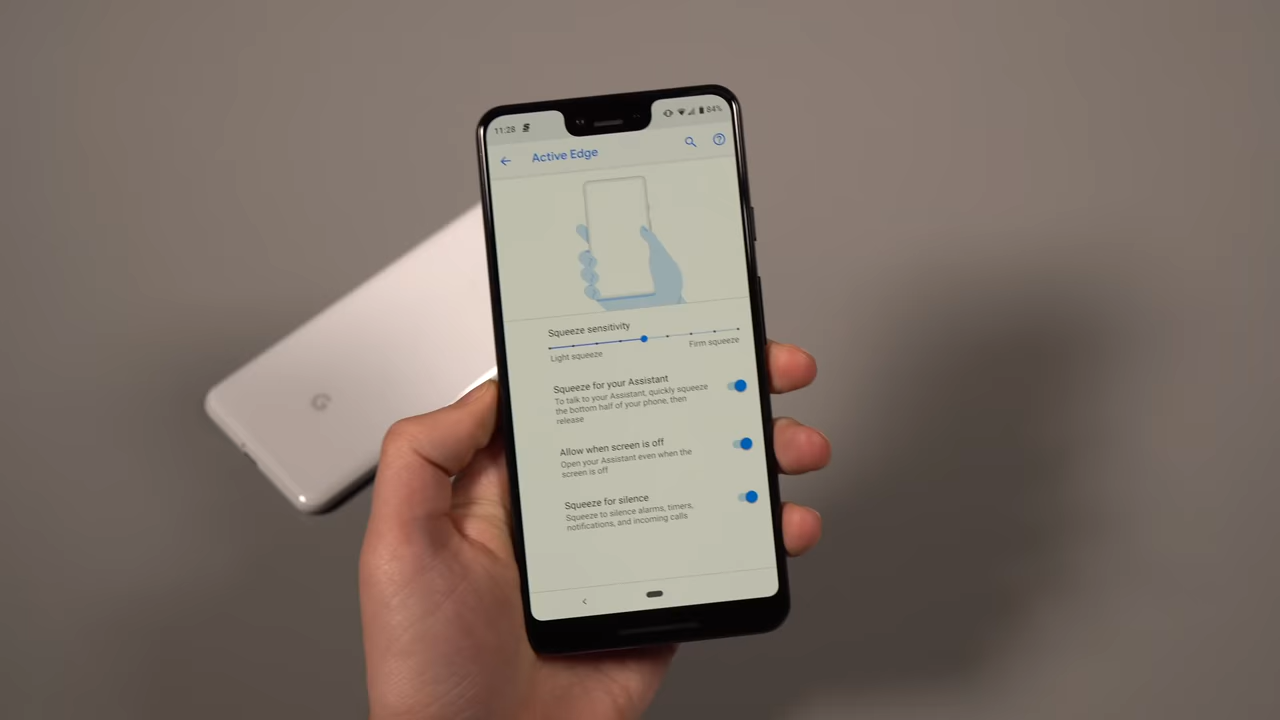 11:28
84%
Active Edge
Squeeze sensitivity
Light squeeze
Firm squeeze
Squeeze for your Assistant
To talk to your Assistant, quickly squeeze
the bottom half of your phone, then
release
Allow when screen is off
Open your Assistant even when the
screen is off
Squeeze for silence
Squeeze to silence alarms, timers,
notifications, and incoming calls
G